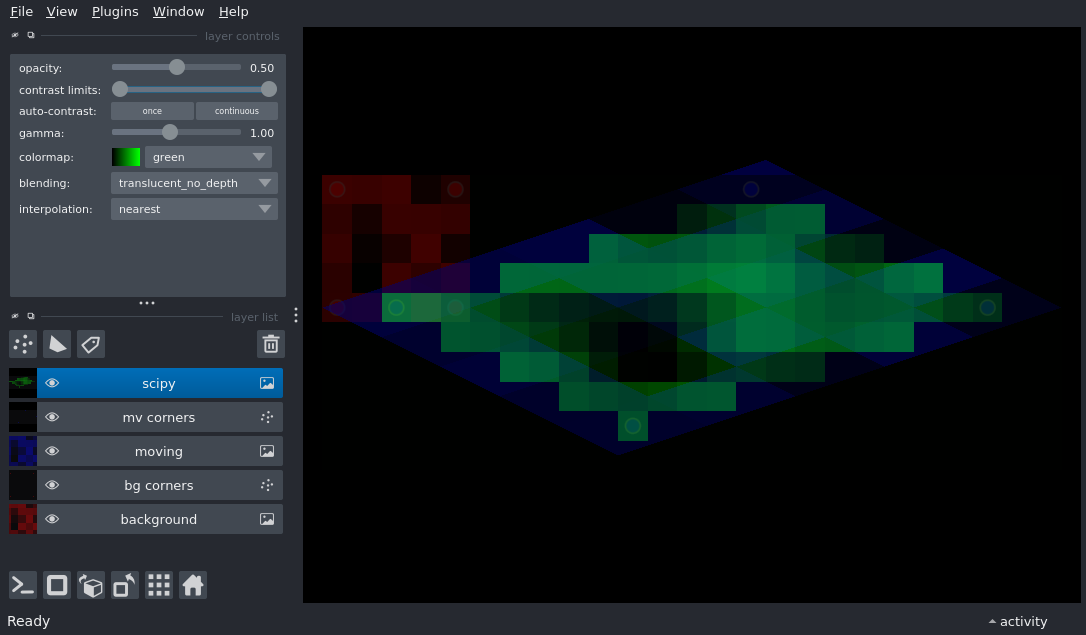 File View Plugins Window Help
layer controls
opacity: 0.50
contrast limits:
auto-contrast: once continuous
gamma: 1.00
colormap: green
blending: translucent_no_depth
interpolation: nearest
layer list
scipy
mv corners
moving
bg corners
background
Ready
activity